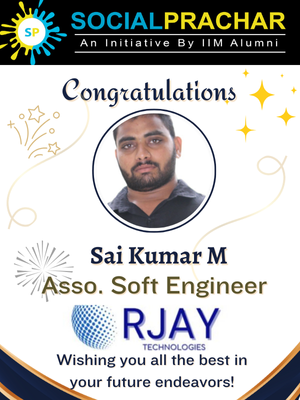 SP
SOCIALPRACHAR
An Initiative By IIM Alumni
Congratulations
Sai Kumar M
Asso. Soft Engineer
RJAY
TECHNOLOGIES
Wishing you all the best in
your future endeavors!